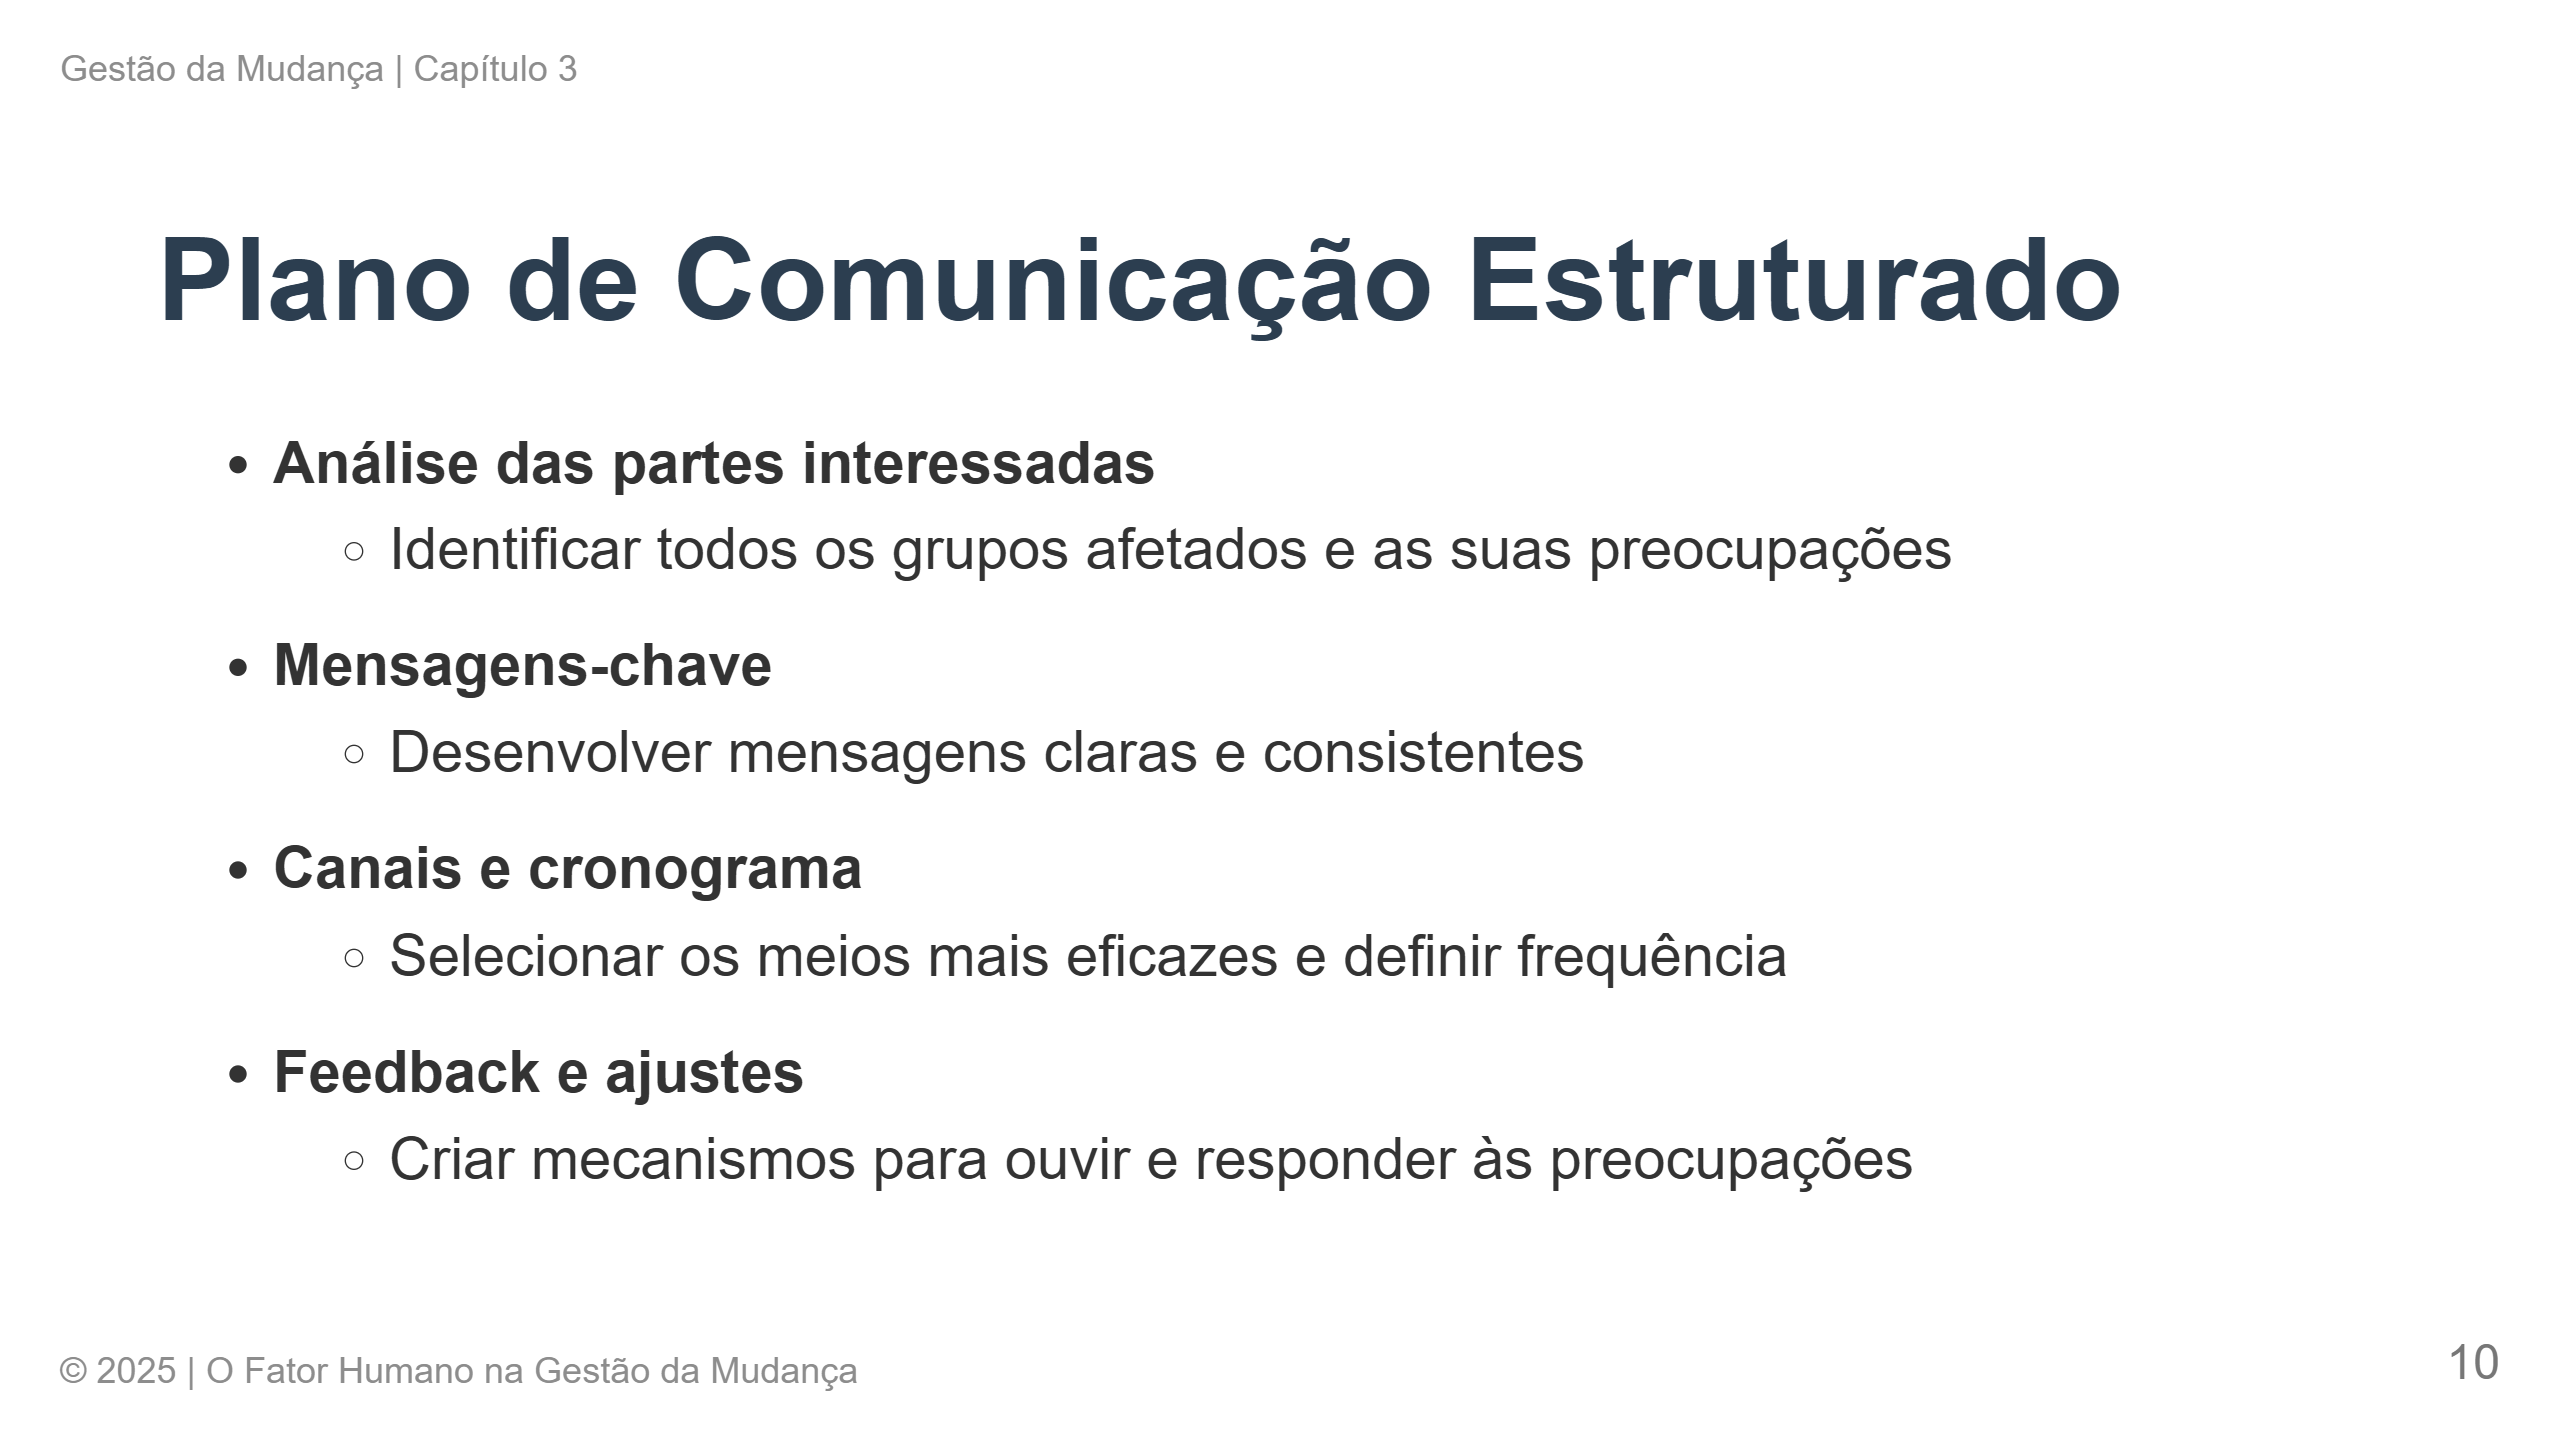 Gestão da Mudança | Capítulo 3
Plano de Comunicação Estruturado
• Análise das partes interessadas
○ Identificar todos os grupos afetados e as suas preocupações
• Mensagens-chave
○ Desenvolver mensagens claras e consistentes
• Canais e cronograma
○ Selecionar os meios mais eficazes e definir frequência
• Feedback e ajustes
○ Criar mecanismos para ouvir e responder às preocupações
© 2025 | O Fator Humano na Gestão da Mudança
10